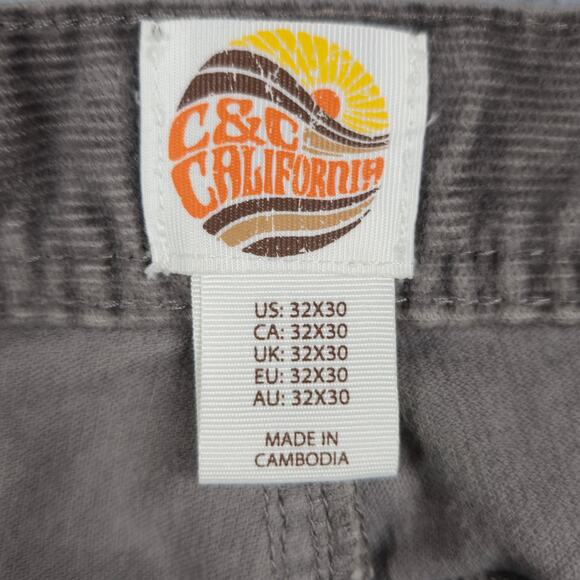 C&C
CALIFORNIA
US: 32X30
CA: 32X30
UK: 32X30
EU: 32X30
AU: 32X30
MADE IN
CAMBODIA